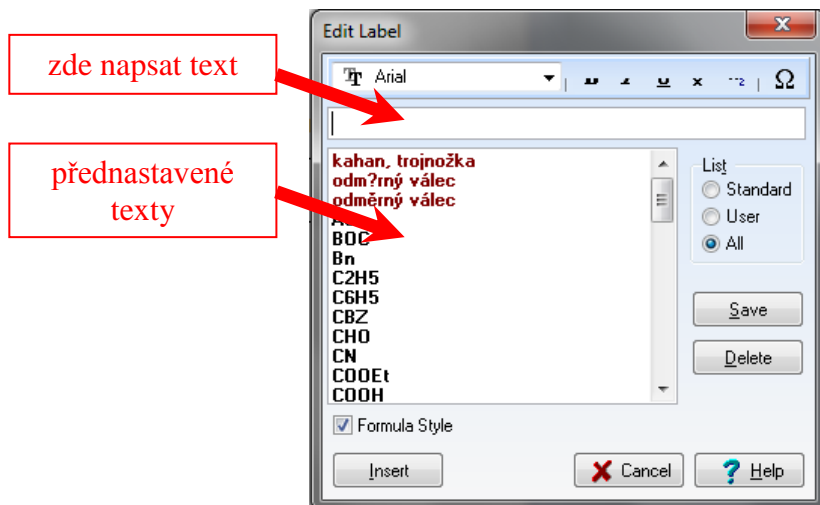 Edit Label
zde napsat text
Arial
Ω
přednastavené
texty
kahan, trojnožka
odm?rný válec
odměrný válec
BOC
Bn
C2H5
C6H5
CBZ
CHO
CN
COOEt
COOH
List
Standard
User
All
Save
Delete
Formula Style
Insert
Cancel
Help